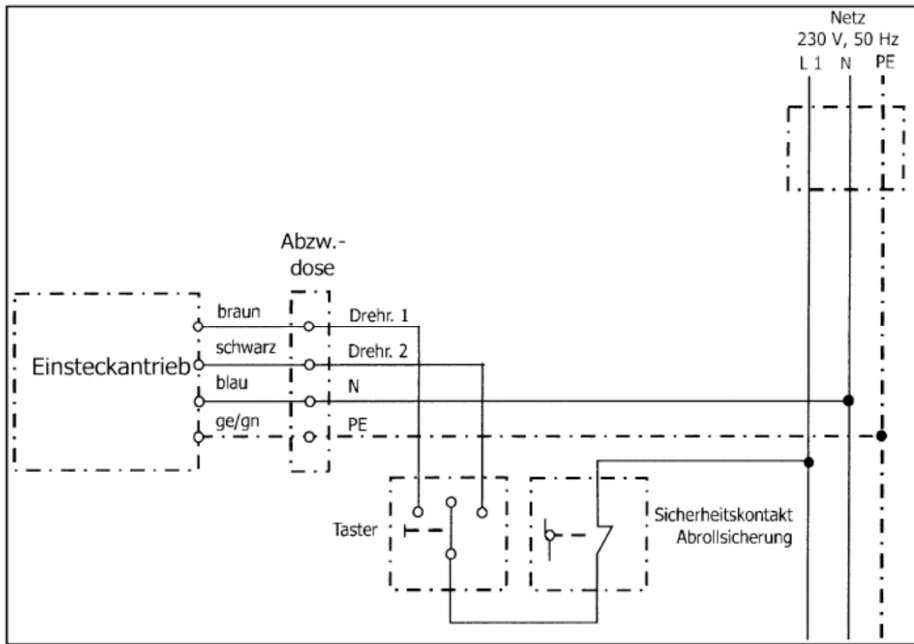 Netz
230 V, 50 Hz
L 1 N PE
Abzw.-
dose
braun Drehr. 1
schwarz Drehr. 2
Einsteckantrieb
blau N
ge/gn PE
Taster
Sicherheitskontakt
Abrollsicherung